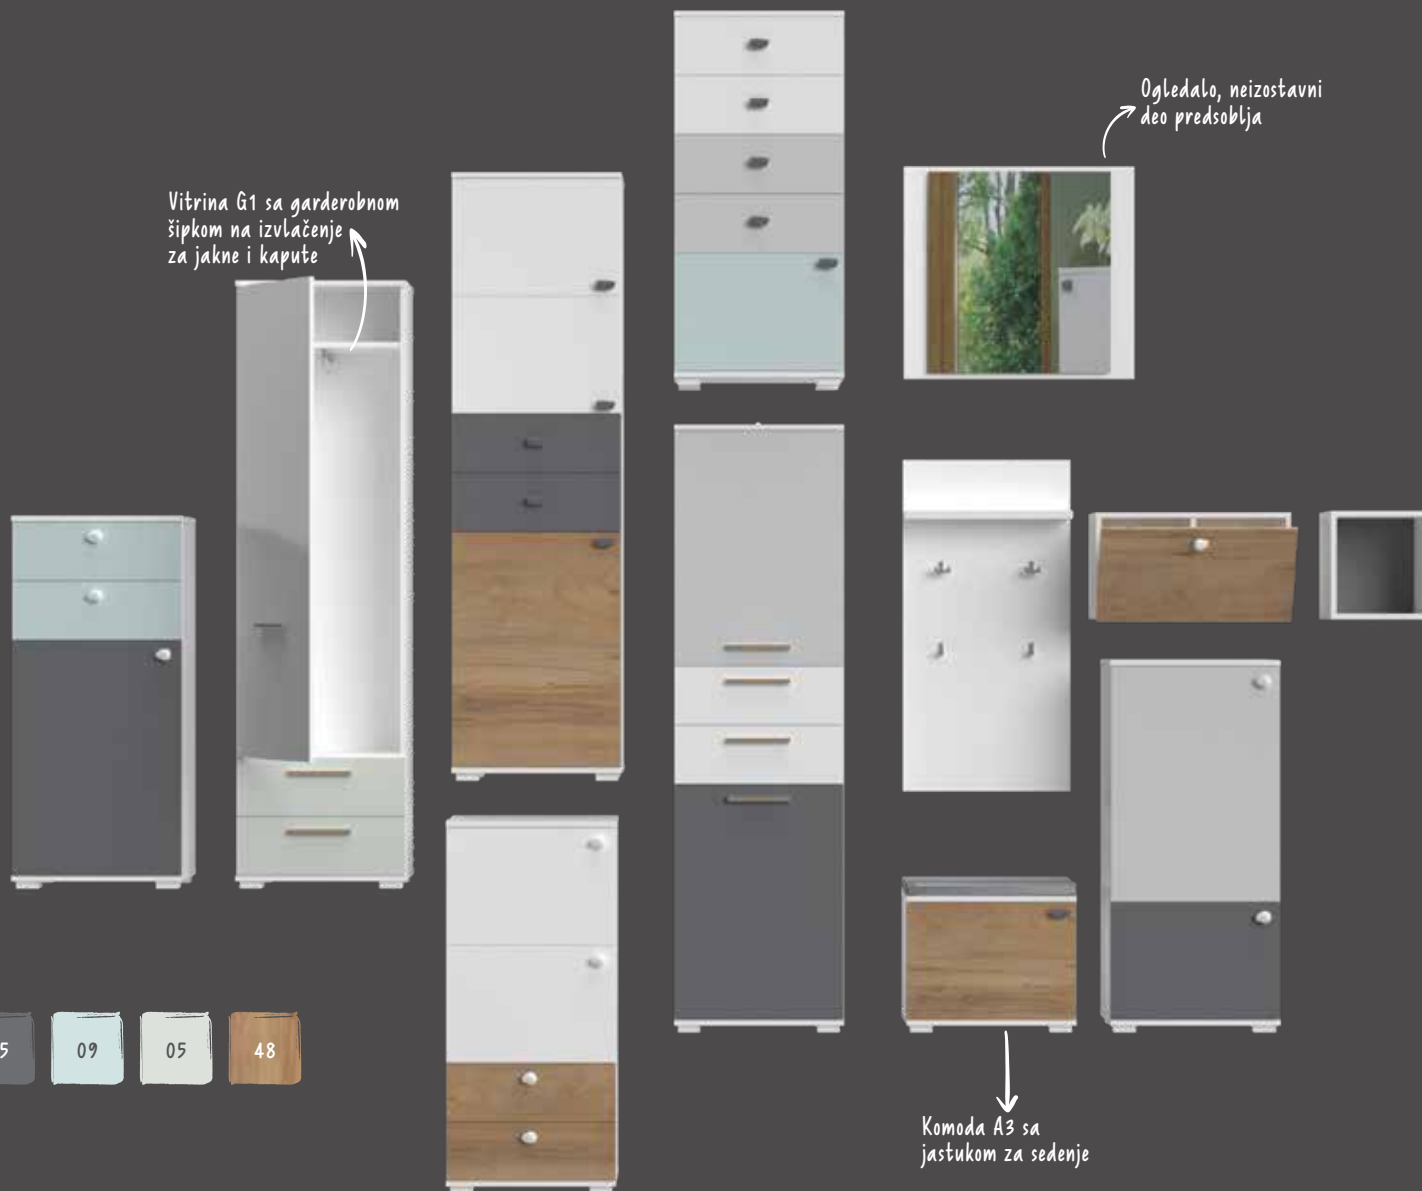 Ogledalo, neizostavni
deo predsoblja
Vitrina G1 sa garderobnom
šipkom na izvlačenje
za jakne i kapute
5
09
05
48
Komoda A3 sa
jastukom za sedenje